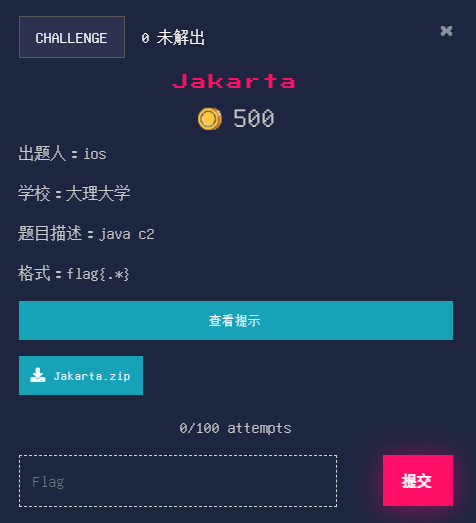 CHALLENGE
0 未解出
×
Jakarta
500
出题人：ios
学校：大理大学
题目描述：java c2
格式：flag{.*}
查看提示
Jakarta.zip
0/100 attempts
Flag
提交